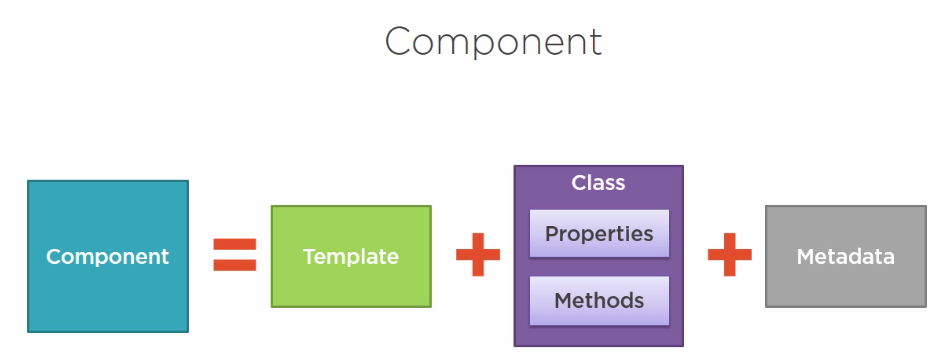 Component
Component
=
Template
+
Class
Properties
Methods
+
Metadata